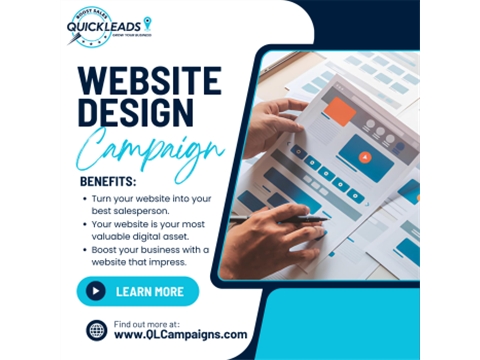 BOOST SALES
QUICKLEADS
GROW YOUR BUSINESS
WEBSITE
DESIGN
Campaign
BENEFITS:
• Turn your website into your
best salesperson.
• Your website is your most
valuable digital asset.
• Boost your business with a
website that impress.
LEARN MORE
Find out more at:
www.QLCampaigns.com